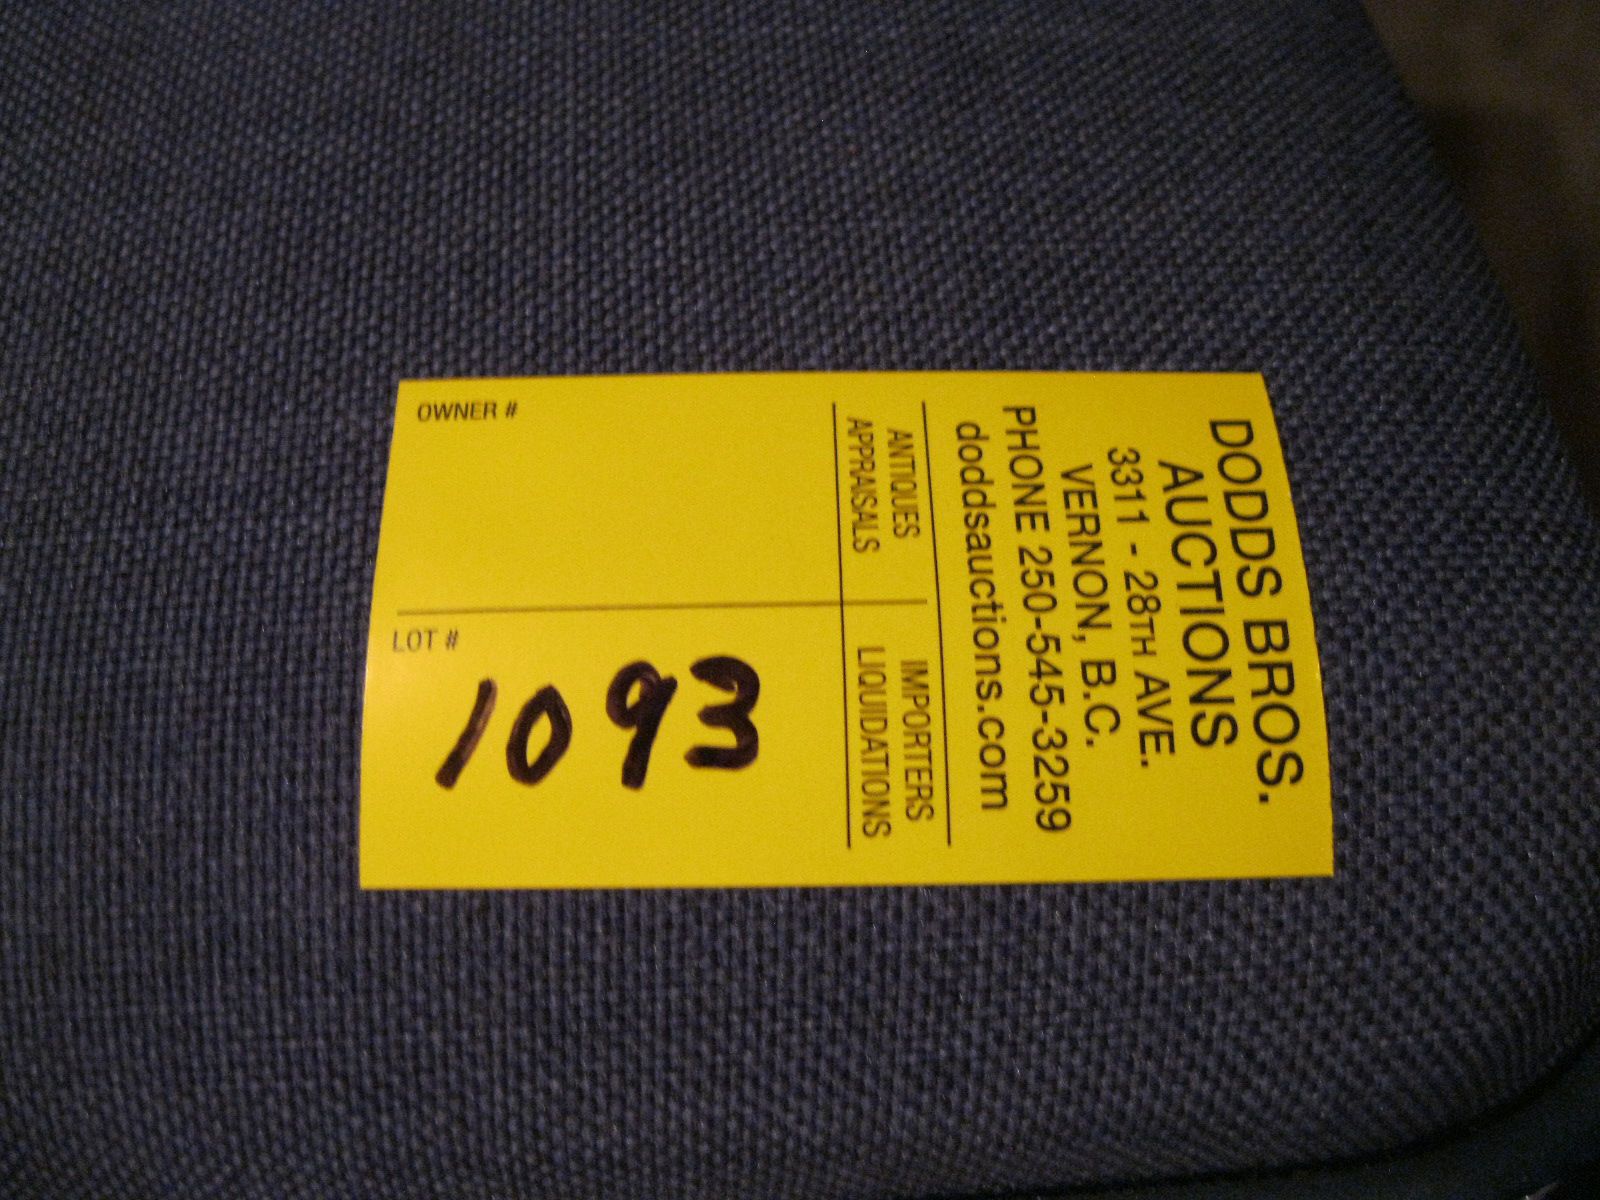 DODDS BROS.
AUCTIONS
3311 - 28TH AVE.
VERNON, B.C.
PHONE 250-545-3259
doddsauctions.com
ANTIQUES IMPORTERS
APPRAISALS LIQUIDATIONS
OWNER #
LOT #
1093